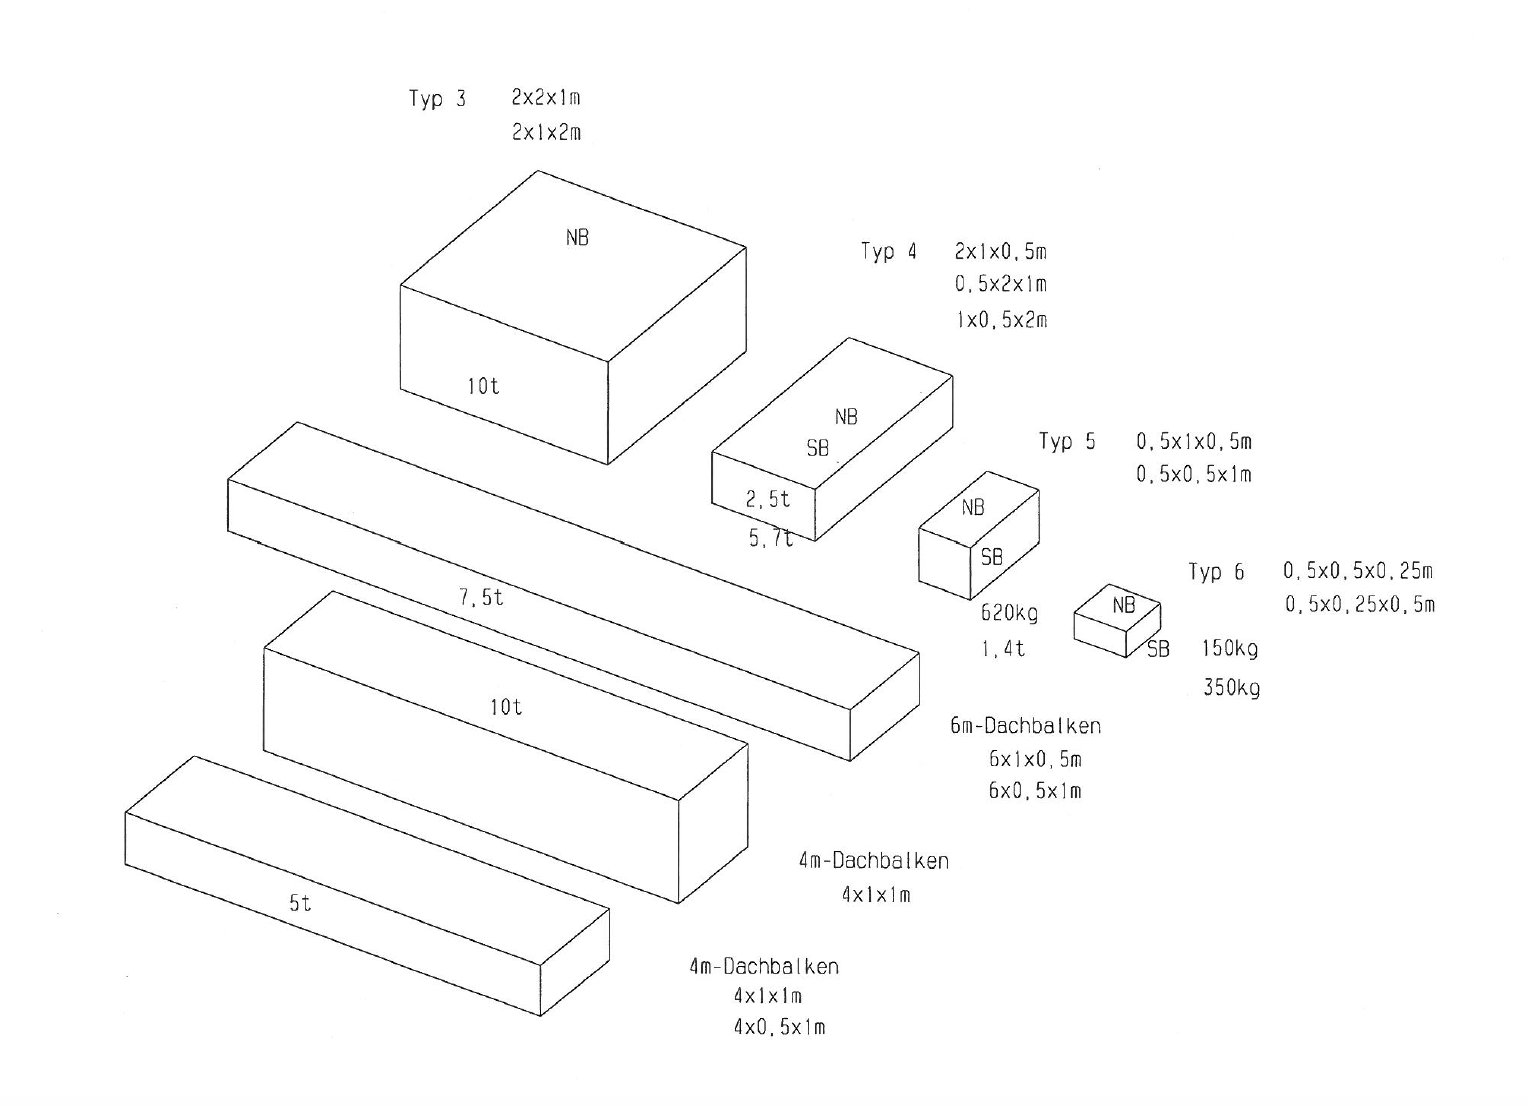 Typ 3 2x2x1m
2x1x2m
NB
10t
Typ 4 2x1x0,5m
0,5x2x1m
1x0,5x2m
NB
SB
2,5t
5,7t
Typ 5 0,5x1x0,5m
0,5x0,5x1m
NB
SB
620kg
1,4t
Typ 6 0,5x0,5x0,25m
0,5x0,25x0,5m
NB
SB 150kg
350kg
7,5t
6m-Dachbalken
6x1x0,5m
6x0,5x1m
10t
4m-Dachbalken
4x1x1m
5t
4m-Dachbalken
4x1x1m
4x0,5x1m